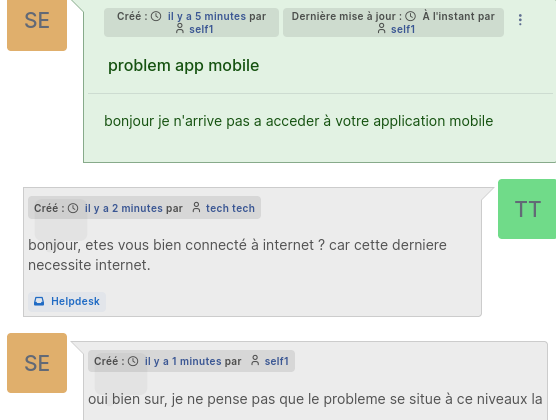 SE
Créé : il y a 5 minutes par self1
Dernière mise à jour : À l'instant par self1
problem app mobile
bonjour je n'arrive pas a acceder à votre application mobile
TT
Créé : il y a 2 minutes par tech tech
bonjour, etes vous bien connecté à internet ? car cette derniere
necessite internet.
Helpdesk
SE
Créé : il y a 1 minutes par self1
oui bien sur, je ne pense pas que le probleme se situe à ce niveaux la